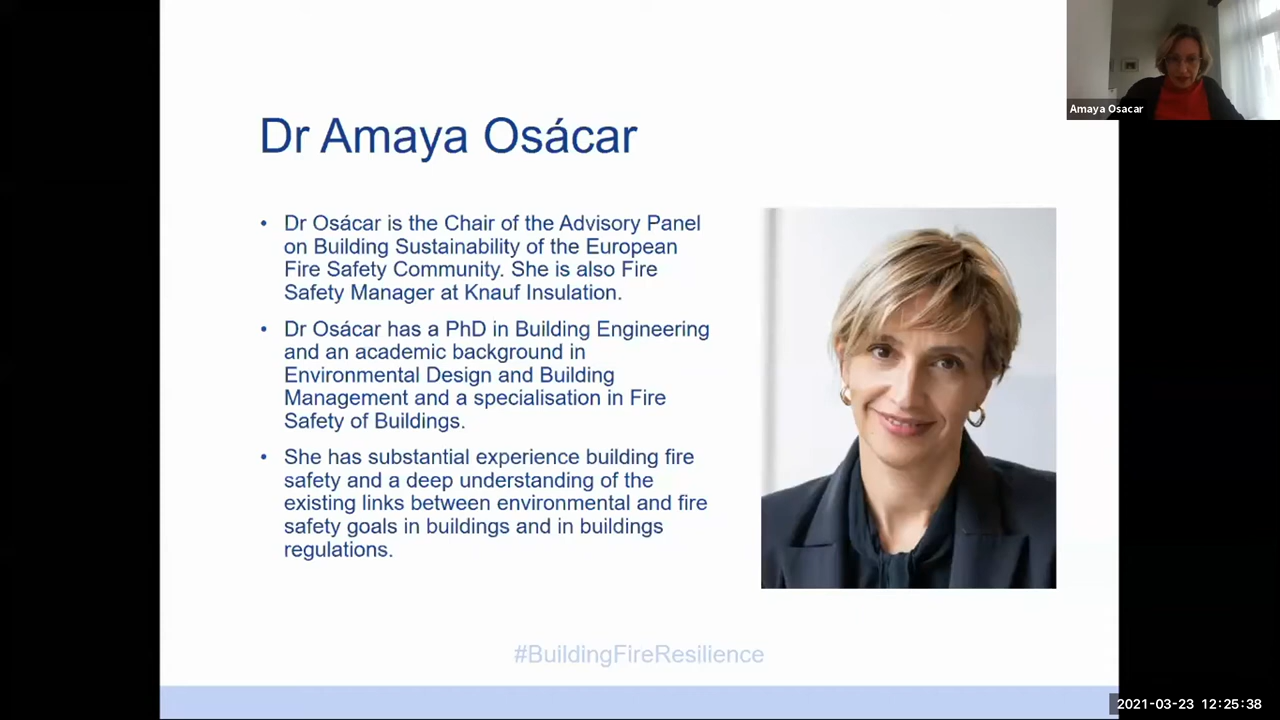 Amaya Osacar
Dr Amaya Osácar
• Dr Osácar is the Chair of the Advisory Panel
on Building Sustainability of the European
Fire Safety Community. She is also Fire
Safety Manager at Knauf Insulation.
• Dr Osácar has a PhD in Building Engineering
and an academic background in
Environmental Design and Building
Management and a specialisation in Fire
Safety of Buildings.
• She has substantial experience building fire
safety and a deep understanding of the
existing links between environmental and fire
safety goals in buildings and in buildings
regulations.
#BuildingFireResilience
2021-03-23 12:25:38